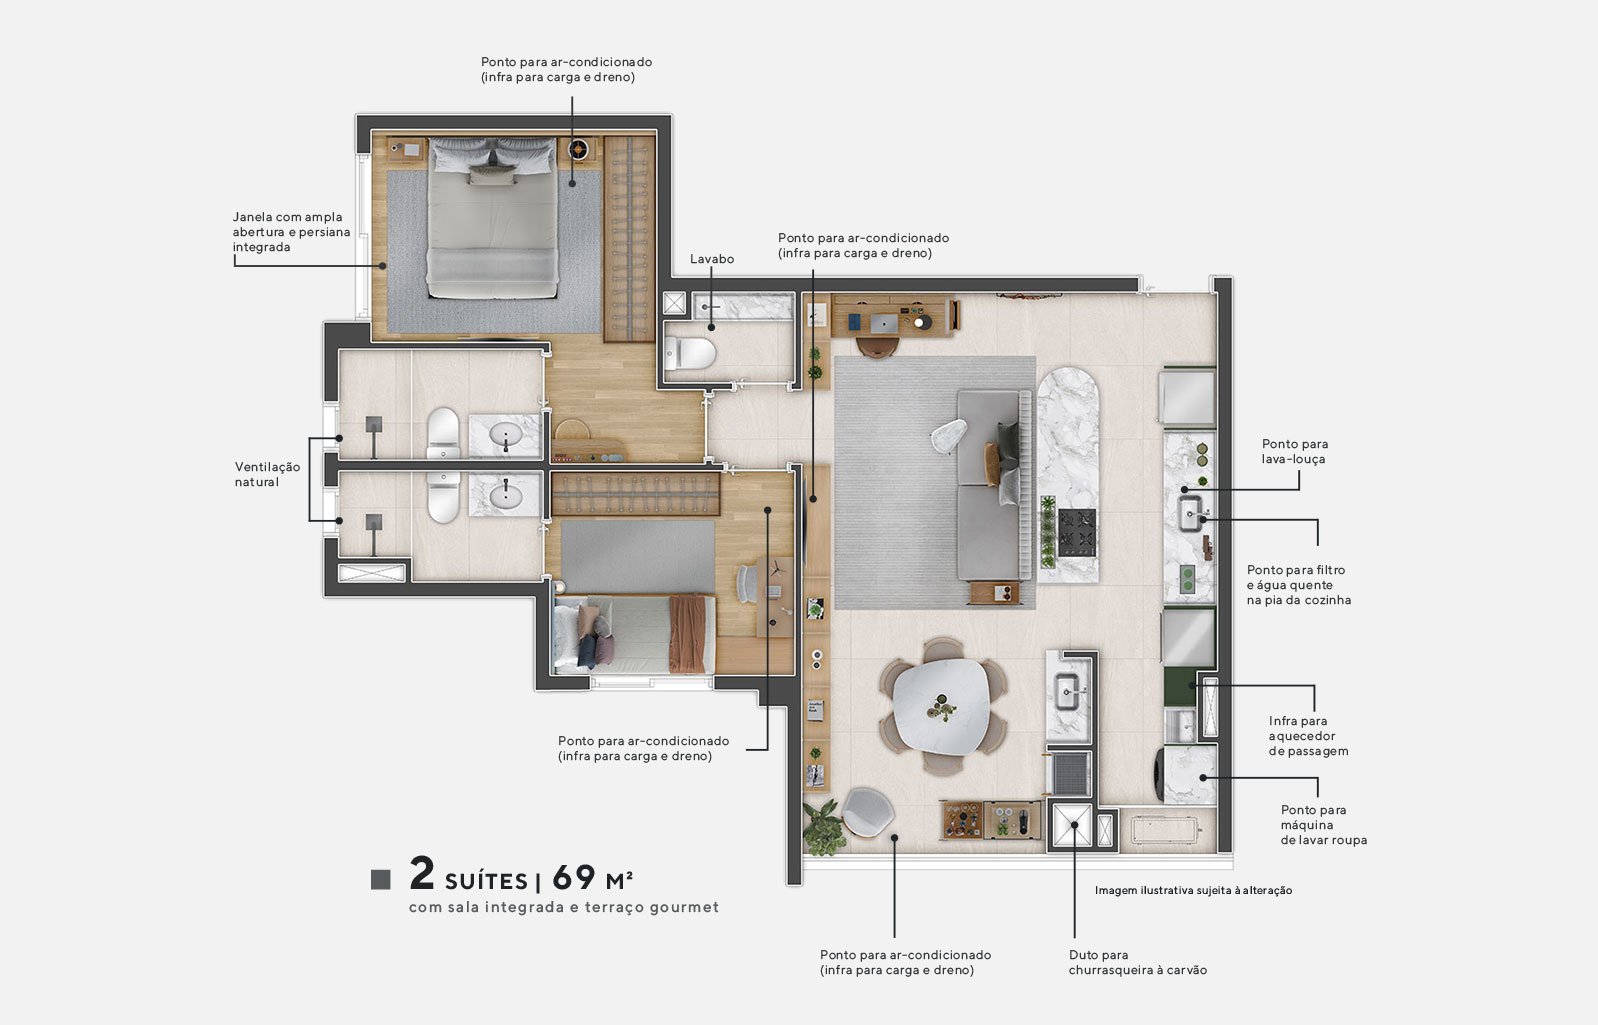 Ponto para ar-condicionado
(infra para carga e dreno)
Janela com ampla
abertura e persiana
integrada
Lavabo
Ponto para ar-condicionado
(infra para carga e dreno)
Ventilação
natural
Ponto para
lava-louça
Ponto para filtro
e água quente
na pia da cozinha
Infra para
aquecedor
de passagem
Ponto para ar-condicionado
(infra para carga e dreno)
Ponto para
máquina
de lavar roupa
2 SUÍTES | 69 M²
com sala integrada e terraço gourmet
Imagem ilustrativa sujeita à alteração
Ponto para ar-condicionado
(infra para carga e dreno)
Duto para
churrasqueira à carvão